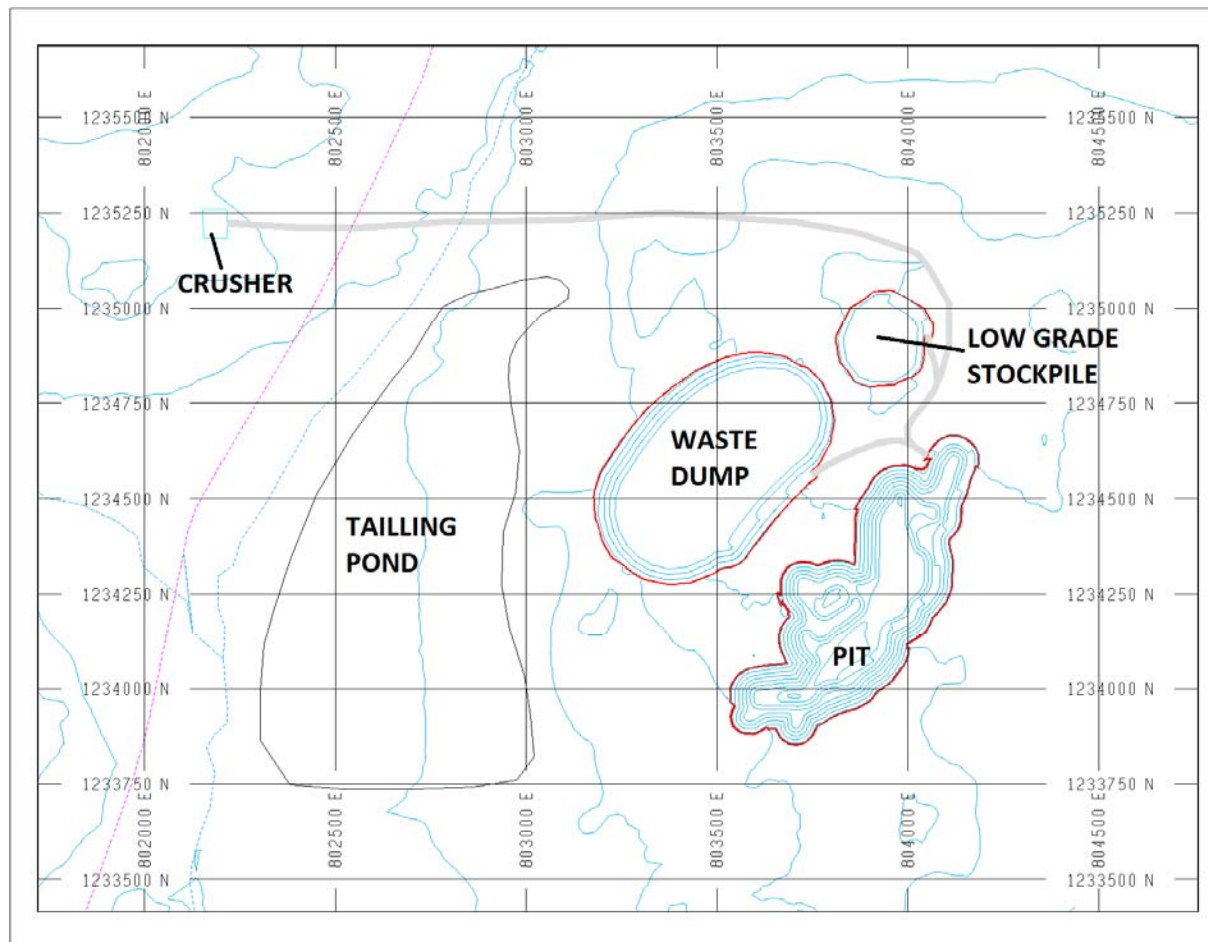 802000 E
802500 E
803000 E
803500 E
804000 E
804500 E
1235500 N
1235500 N
1235250 N
1235250 N
CRUSHER
1235000 N
1235000 N
LOW GRADE
STOCKPILE
1234750 N
1234750 N
WASTE
DUMP
1234500 N
1234500 N
TAILLING
POND
1234250 N
1234250 N
PIT
1234000 N
1234000 N
1233750 N
1233750 N
802000 E
802500 E
803000 E
803500 E
804000 E
804500 E
1233500 N
1233500 N